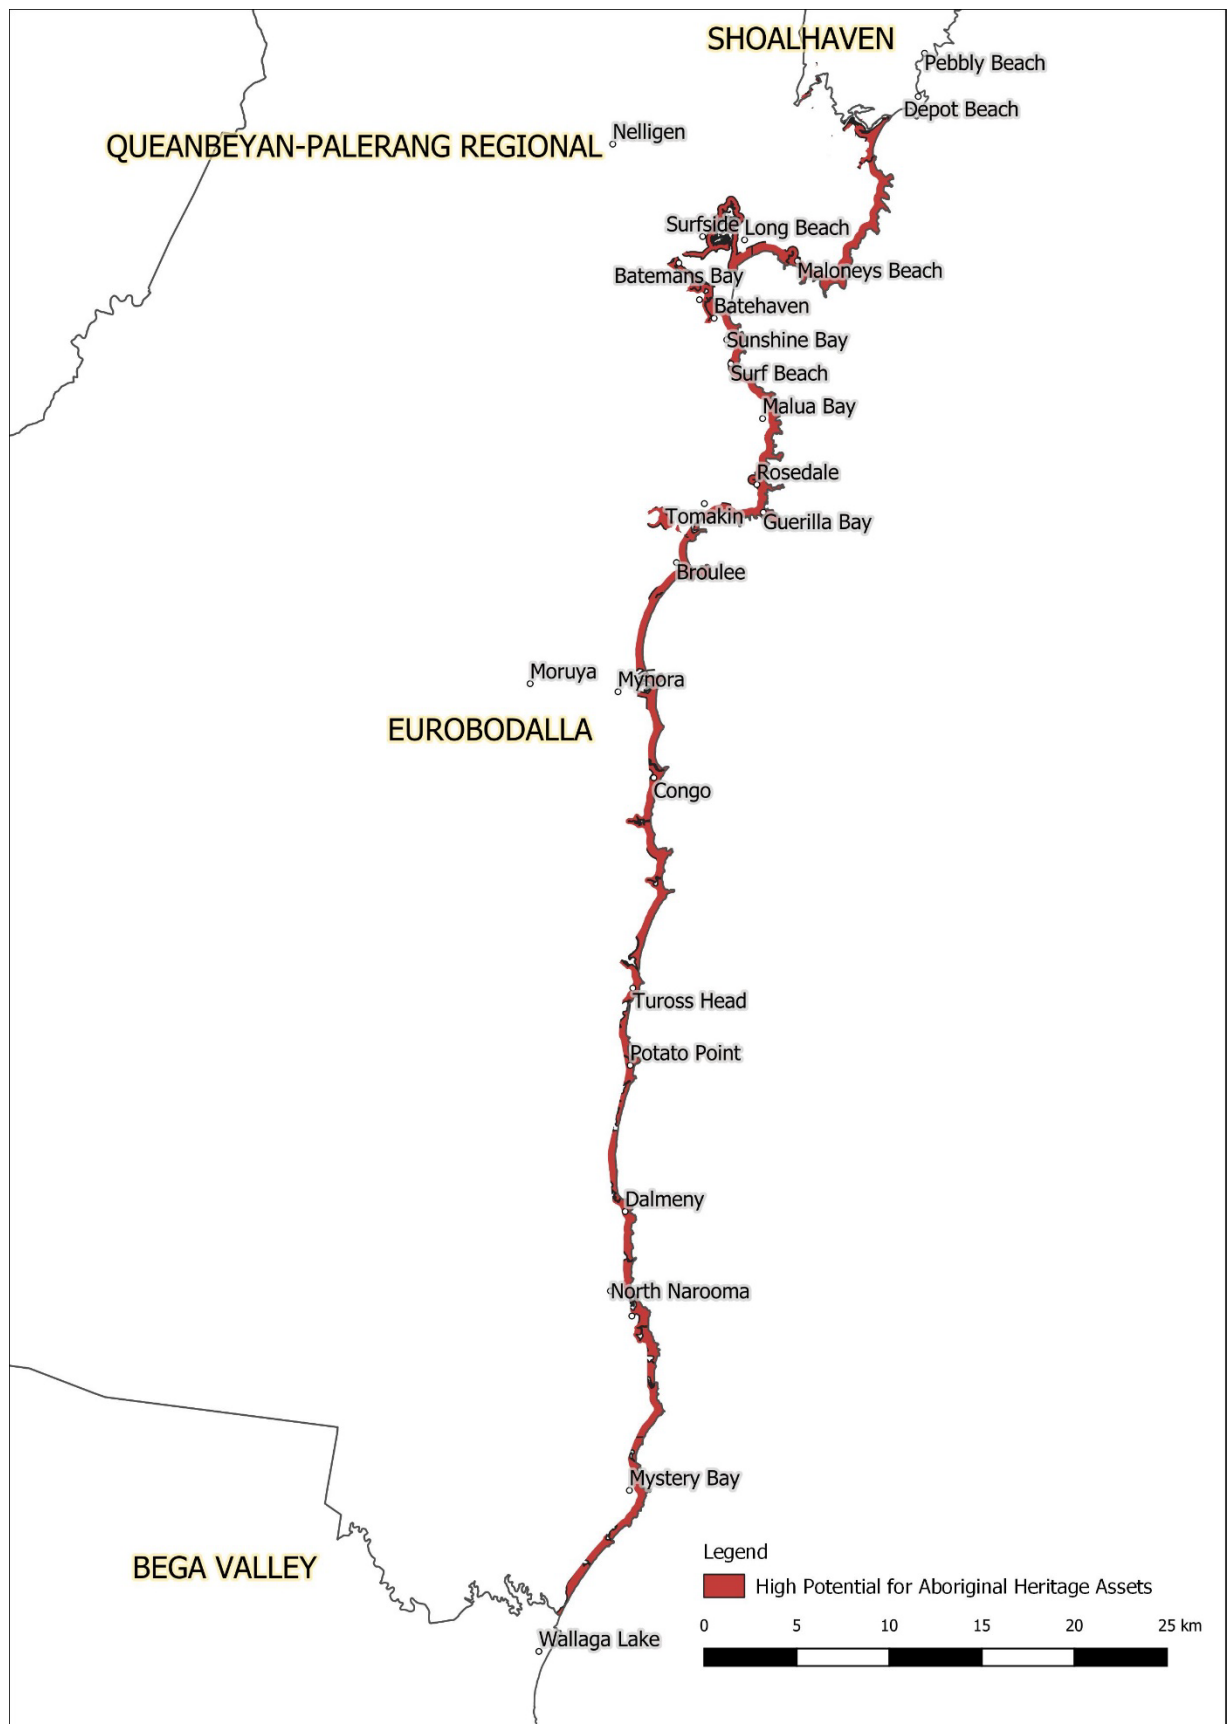 SHOALHAVEN
Pebbly Beach
Depot Beach
Nelligen
QUEANBEYAN-PALERANG REGIONAL
Surfside
Long Beach
Maloneys Beach
Batemans Bay
Batehaven
Sunshine Bay
Surf Beach
Malua Bay
Rosedale
Tomakin
Guerilla Bay
Broulee
Moruya
Mynora
EUROBODALLA
Congo
Tuross Head
Potato Point
Dalmeny
North Narooma
Mystery Bay
BEGA VALLEY
Legend
High Potential for Aboriginal Heritage Assets
0 5 10 15 20 25 km
Wallaga Lake